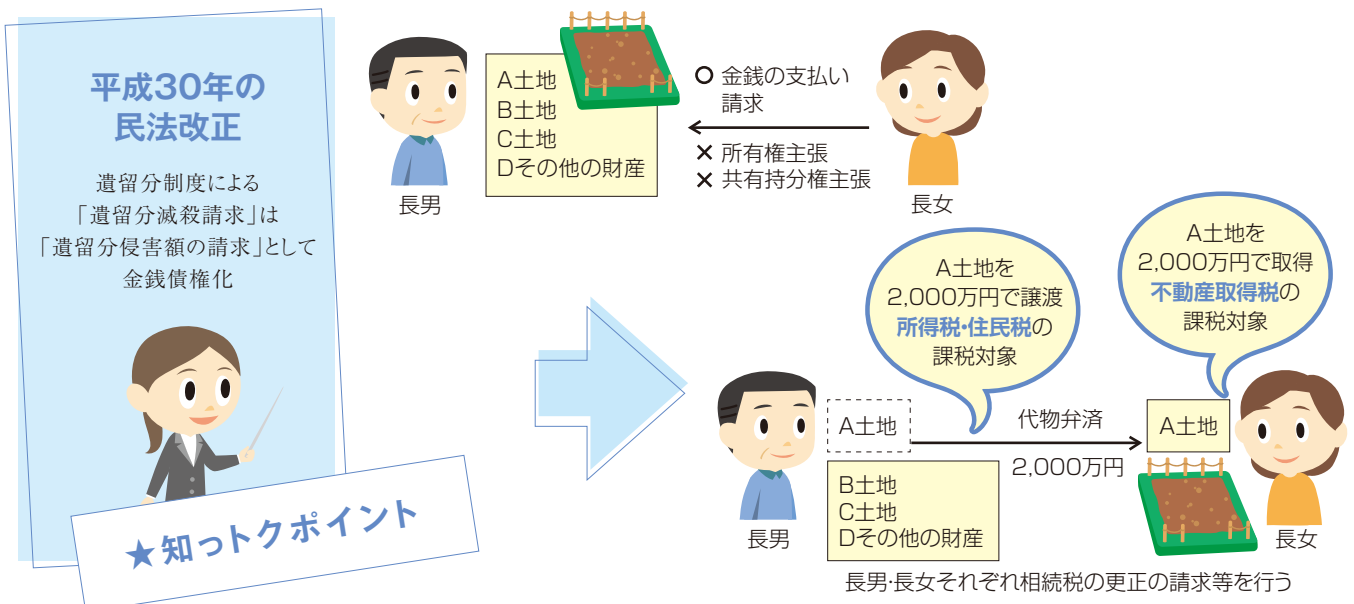 平成30年の
民法改正
遺留分制度による
「遺留分減殺請求」は
「遺留分侵害額の請求」として
金銭債権化
★知っトクポイント
A土地
B土地
C土地
Dその他の財産
長男
○ 金銭の支払い
請求
× 所有権主張
× 共有持分権主張
長女
A土地を
2,000万円で譲渡
所得税・住民税の
課税対象
A土地を
2,000万円で取得
不動産取得税の
課税対象
A土地
代物弁済
2,000万円
A土地
B土地
C土地
Dその他の財産
長男
長女
長男・長女それぞれ相続税の更正の請求等を行う